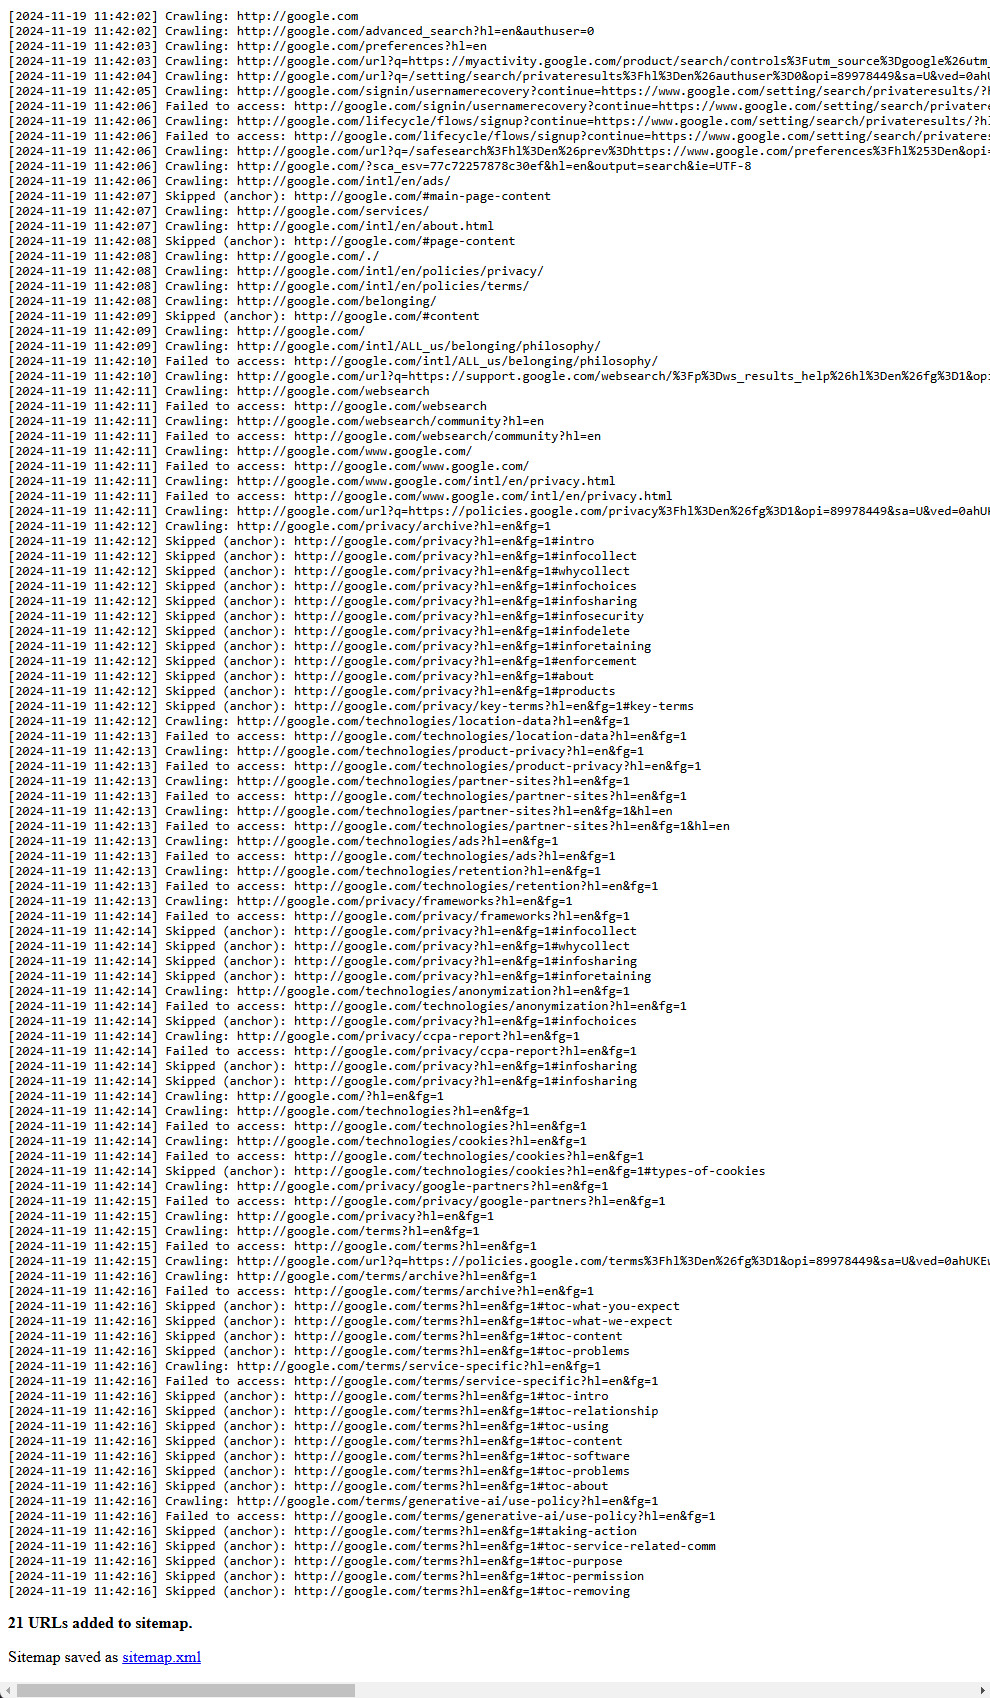 [2024-11-19 11:42:02] Crawling: http://google.com
[2024-11-19 11:42:02] Crawling: http://google.com/advanced_search?hl=en&authuser=0
[2024-11-19 11:42:03] Crawling: http://google.com/preferences?hl=en
[2024-11-19 11:42:03] Crawling: http://google.com/url?q=https://myactivity.google.com/product/search/controls%3Futm_source%3Dgoogle%26utm_
[2024-11-19 11:42:04] Crawling: http://google.com/url?q=/setting/search/privateresults%3Fhl%3Den%26authuser%3D0&opi=89978449&sa=U&ved=0ahU
[2024-11-19 11:42:05] Crawling: http://google.com/signin/usernamerecovery?continue=https://www.google.com/setting/search/privateresults/?h
[2024-11-19 11:42:06] Failed to access: http://google.com/signin/usernamerecovery?continue=https://www.google.com/setting/search/privatere
[2024-11-19 11:42:06] Crawling: http://google.com/lifecycle/flows/signup?continue=https://www.google.com/setting/search/privateresults/?hl
[2024-11-19 11:42:06] Failed to access: http://google.com/lifecycle/flows/signup?continue=https://www.google.com/setting/search/privateres
[2024-11-19 11:42:06] Crawling: http://google.com/url?q=/safesearch%3Fhl%3Den%26prev%3Dhttps://www.google.com/preferences%3Fhl%253Den&opi=
[2024-11-19 11:42:06] Crawling: http://google.com/?sca_esv=77c72257878c30ef&hl=en&output=search&ie=UTF-8
[2024-11-19 11:42:06] Crawling: http://google.com/intl/en/ads/
[2024-11-19 11:42:07] Skipped (anchor): http://google.com/#main-page-content
[2024-11-19 11:42:07] Crawling: http://google.com/services/
[2024-11-19 11:42:07] Crawling: http://google.com/intl/en/about.html
[2024-11-19 11:42:08] Skipped (anchor): http://google.com/#page-content
[2024-11-19 11:42:08] Crawling: http://google.com/./
[2024-11-19 11:42:08] Crawling: http://google.com/intl/en/policies/privacy/
[2024-11-19 11:42:08] Crawling: http://google.com/intl/en/policies/terms/
[2024-11-19 11:42:08] Crawling: http://google.com/belonging/
[2024-11-19 11:42:09] Skipped (anchor): http://google.com/#content
[2024-11-19 11:42:09] Crawling: http://google.com/
[2024-11-19 11:42:09] Crawling: http://google.com/intl/ALL_us/belonging/philosophy/
[2024-11-19 11:42:10] Failed to access: http://google.com/intl/ALL_us/belonging/philosophy/
[2024-11-19 11:42:10] Crawling: http://google.com/url?q=https://support.google.com/websearch/%3Fp%3Dws_results_help%26hl%3Den%26fg%3D1&opi
[2024-11-19 11:42:11] Crawling: http://google.com/websearch
[2024-11-19 11:42:11] Failed to access: http://google.com/websearch
[2024-11-19 11:42:11] Crawling: http://google.com/websearch/community?hl=en
[2024-11-19 11:42:11] Failed to access: http://google.com/websearch/community?hl=en
[2024-11-19 11:42:11] Crawling: http://google.com/www.google.com/
[2024-11-19 11:42:11] Failed to access: http://google.com/www.google.com/
[2024-11-19 11:42:11] Crawling: http://google.com/www.google.com/intl/en/privacy.html
[2024-11-19 11:42:11] Failed to access: http://google.com/www.google.com/intl/en/privacy.html
[2024-11-19 11:42:11] Crawling: http://google.com/url?q=https://policies.google.com/privacy%3Fhl%3Den%26fg%3D1&opi=89978449&sa=U&ved=0ahUK
[2024-11-19 11:42:12] Crawling: http://google.com/privacy/archive?hl=en&fg=1
[2024-11-19 11:42:12] Skipped (anchor): http://google.com/privacy?hl=en&fg=1#intro
[2024-11-19 11:42:12] Skipped (anchor): http://google.com/privacy?hl=en&fg=1#infocollect
[2024-11-19 11:42:12] Skipped (anchor): http://google.com/privacy?hl=en&fg=1#whycollect
[2024-11-19 11:42:12] Skipped (anchor): http://google.com/privacy?hl=en&fg=1#infochoices
[2024-11-19 11:42:12] Skipped (anchor): http://google.com/privacy?hl=en&fg=1#infosharing
[2024-11-19 11:42:12] Skipped (anchor): http://google.com/privacy?hl=en&fg=1#infosecurity
[2024-11-19 11:42:12] Skipped (anchor): http://google.com/privacy?hl=en&fg=1#infodelete
[2024-11-19 11:42:12] Skipped (anchor): http://google.com/privacy?hl=en&fg=1#inforetaining
[2024-11-19 11:42:12] Skipped (anchor): http://google.com/privacy?hl=en&fg=1#enforcement
[2024-11-19 11:42:12] Skipped (anchor): http://google.com/privacy?hl=en&fg=1#about
[2024-11-19 11:42:12] Skipped (anchor): http://google.com/privacy?hl=en&fg=1#products
[2024-11-19 11:42:12] Skipped (anchor): http://google.com/privacy/key-terms?hl=en&fg=1#key-terms
[2024-11-19 11:42:12] Crawling: http://google.com/technologies/location-data?hl=en&fg=1
[2024-11-19 11:42:13] Failed to access: http://google.com/technologies/location-data?hl=en&fg=1
[2024-11-19 11:42:13] Crawling: http://google.com/technologies/product-privacy?hl=en&fg=1
[2024-11-19 11:42:13] Failed to access: http://google.com/technologies/product-privacy?hl=en&fg=1
[2024-11-19 11:42:13] Crawling: http://google.com/technologies/partner-sites?hl=en&fg=1
[2024-11-19 11:42:13] Failed to access: http://google.com/technologies/partner-sites?hl=en&fg=1
[2024-11-19 11:42:13] Crawling: http://google.com/technologies/partner-sites?hl=en&fg=1&hl=en
[2024-11-19 11:42:13] Failed to access: http://google.com/technologies/partner-sites?hl=en&fg=1&hl=en
[2024-11-19 11:42:13] Crawling: http://google.com/technologies/ads?hl=en&fg=1
[2024-11-19 11:42:13] Failed to access: http://google.com/technologies/ads?hl=en&fg=1
[2024-11-19 11:42:13] Crawling: http://google.com/technologies/retention?hl=en&fg=1
[2024-11-19 11:42:13] Failed to access: http://google.com/technologies/retention?hl=en&fg=1
[2024-11-19 11:42:13] Crawling: http://google.com/privacy/frameworks?hl=en&fg=1
[2024-11-19 11:42:14] Failed to access: http://google.com/privacy/frameworks?hl=en&fg=1
[2024-11-19 11:42:14] Skipped (anchor): http://google.com/privacy?hl=en&fg=1#infocollect
[2024-11-19 11:42:14] Skipped (anchor): http://google.com/privacy?hl=en&fg=1#whycollect
[2024-11-19 11:42:14] Skipped (anchor): http://google.com/privacy?hl=en&fg=1#infosharing
[2024-11-19 11:42:14] Skipped (anchor): http://google.com/privacy?hl=en&fg=1#inforetaining
[2024-11-19 11:42:14] Crawling: http://google.com/technologies/anonymization?hl=en&fg=1
[2024-11-19 11:42:14] Failed to access: http://google.com/technologies/anonymization?hl=en&fg=1
[2024-11-19 11:42:14] Skipped (anchor): http://google.com/privacy?hl=en&fg=1#infochoices
[2024-11-19 11:42:14] Crawling: http://google.com/privacy/ccpa-report?hl=en&fg=1
[2024-11-19 11:42:14] Failed to access: http://google.com/privacy/ccpa-report?hl=en&fg=1
[2024-11-19 11:42:14] Skipped (anchor): http://google.com/privacy?hl=en&fg=1#infosharing
[2024-11-19 11:42:14] Skipped (anchor): http://google.com/privacy?hl=en&fg=1#infosharing
[2024-11-19 11:42:14] Crawling: http://google.com/?hl=en&fg=1
[2024-11-19 11:42:14] Crawling: http://google.com/technologies?hl=en&fg=1
[2024-11-19 11:42:14] Failed to access: http://google.com/technologies?hl=en&fg=1
[2024-11-19 11:42:14] Crawling: http://google.com/technologies/cookies?hl=en&fg=1
[2024-11-19 11:42:14] Failed to access: http://google.com/technologies/cookies?hl=en&fg=1
[2024-11-19 11:42:14] Skipped (anchor): http://google.com/technologies/cookies?hl=en&fg=1#types-of-cookies
[2024-11-19 11:42:14] Crawling: http://google.com/privacy/google-partners?hl=en&fg=1
[2024-11-19 11:42:15] Failed to access: http://google.com/privacy/google-partners?hl=en&fg=1
[2024-11-19 11:42:15] Crawling: http://google.com/privacy?hl=en&fg=1
[2024-11-19 11:42:15] Crawling: http://google.com/terms?hl=en&fg=1
[2024-11-19 11:42:15] Failed to access: http://google.com/terms?hl=en&fg=1
[2024-11-19 11:42:15] Crawling: http://google.com/url?q=https://policies.google.com/terms%3Fhl%3Den%26fg%3D1&opi=89978449&sa=U&ved=0ahUKEw
[2024-11-19 11:42:16] Crawling: http://google.com/terms/archive?hl=en&fg=1
[2024-11-19 11:42:16] Failed to access: http://google.com/terms/archive?hl=en&fg=1
[2024-11-19 11:42:16] Skipped (anchor): http://google.com/terms?hl=en&fg=1#toc-what-you-expect
[2024-11-19 11:42:16] Skipped (anchor): http://google.com/terms?hl=en&fg=1#toc-what-we-expect
[2024-11-19 11:42:16] Skipped (anchor): http://google.com/terms?hl=en&fg=1#toc-content
[2024-11-19 11:42:16] Skipped (anchor): http://google.com/terms?hl=en&fg=1#toc-problems
[2024-11-19 11:42:16] Crawling: http://google.com/terms/service-specific?hl=en&fg=1
[2024-11-19 11:42:16] Failed to access: http://google.com/terms/service-specific?hl=en&fg=1
[2024-11-19 11:42:16] Skipped (anchor): http://google.com/terms?hl=en&fg=1#toc-intro
[2024-11-19 11:42:16] Skipped (anchor): http://google.com/terms?hl=en&fg=1#toc-relationship
[2024-11-19 11:42:16] Skipped (anchor): http://google.com/terms?hl=en&fg=1#toc-using
[2024-11-19 11:42:16] Skipped (anchor): http://google.com/terms?hl=en&fg=1#toc-content
[2024-11-19 11:42:16] Skipped (anchor): http://google.com/terms?hl=en&fg=1#toc-software
[2024-11-19 11:42:16] Skipped (anchor): http://google.com/terms?hl=en&fg=1#toc-problems
[2024-11-19 11:42:16] Skipped (anchor): http://google.com/terms?hl=en&fg=1#toc-about
[2024-11-19 11:42:16] Crawling: http://google.com/terms/generative-ai/use-policy?hl=en&fg=1
[2024-11-19 11:42:16] Failed to access: http://google.com/terms/generative-ai/use-policy?hl=en&fg=1
[2024-11-19 11:42:16] Skipped (anchor): http://google.com/terms?hl=en&fg=1#taking-action
[2024-11-19 11:42:16] Skipped (anchor): http://google.com/terms?hl=en&fg=1#toc-service-related-comm
[2024-11-19 11:42:16] Skipped (anchor): http://google.com/terms?hl=en&fg=1#toc-purpose
[2024-11-19 11:42:16] Skipped (anchor): http://google.com/terms?hl=en&fg=1#toc-permission
[2024-11-19 11:42:16] Skipped (anchor): http://google.com/terms?hl=en&fg=1#toc-removing
21 URLs added to sitemap.
Sitemap saved as sitemap.xml